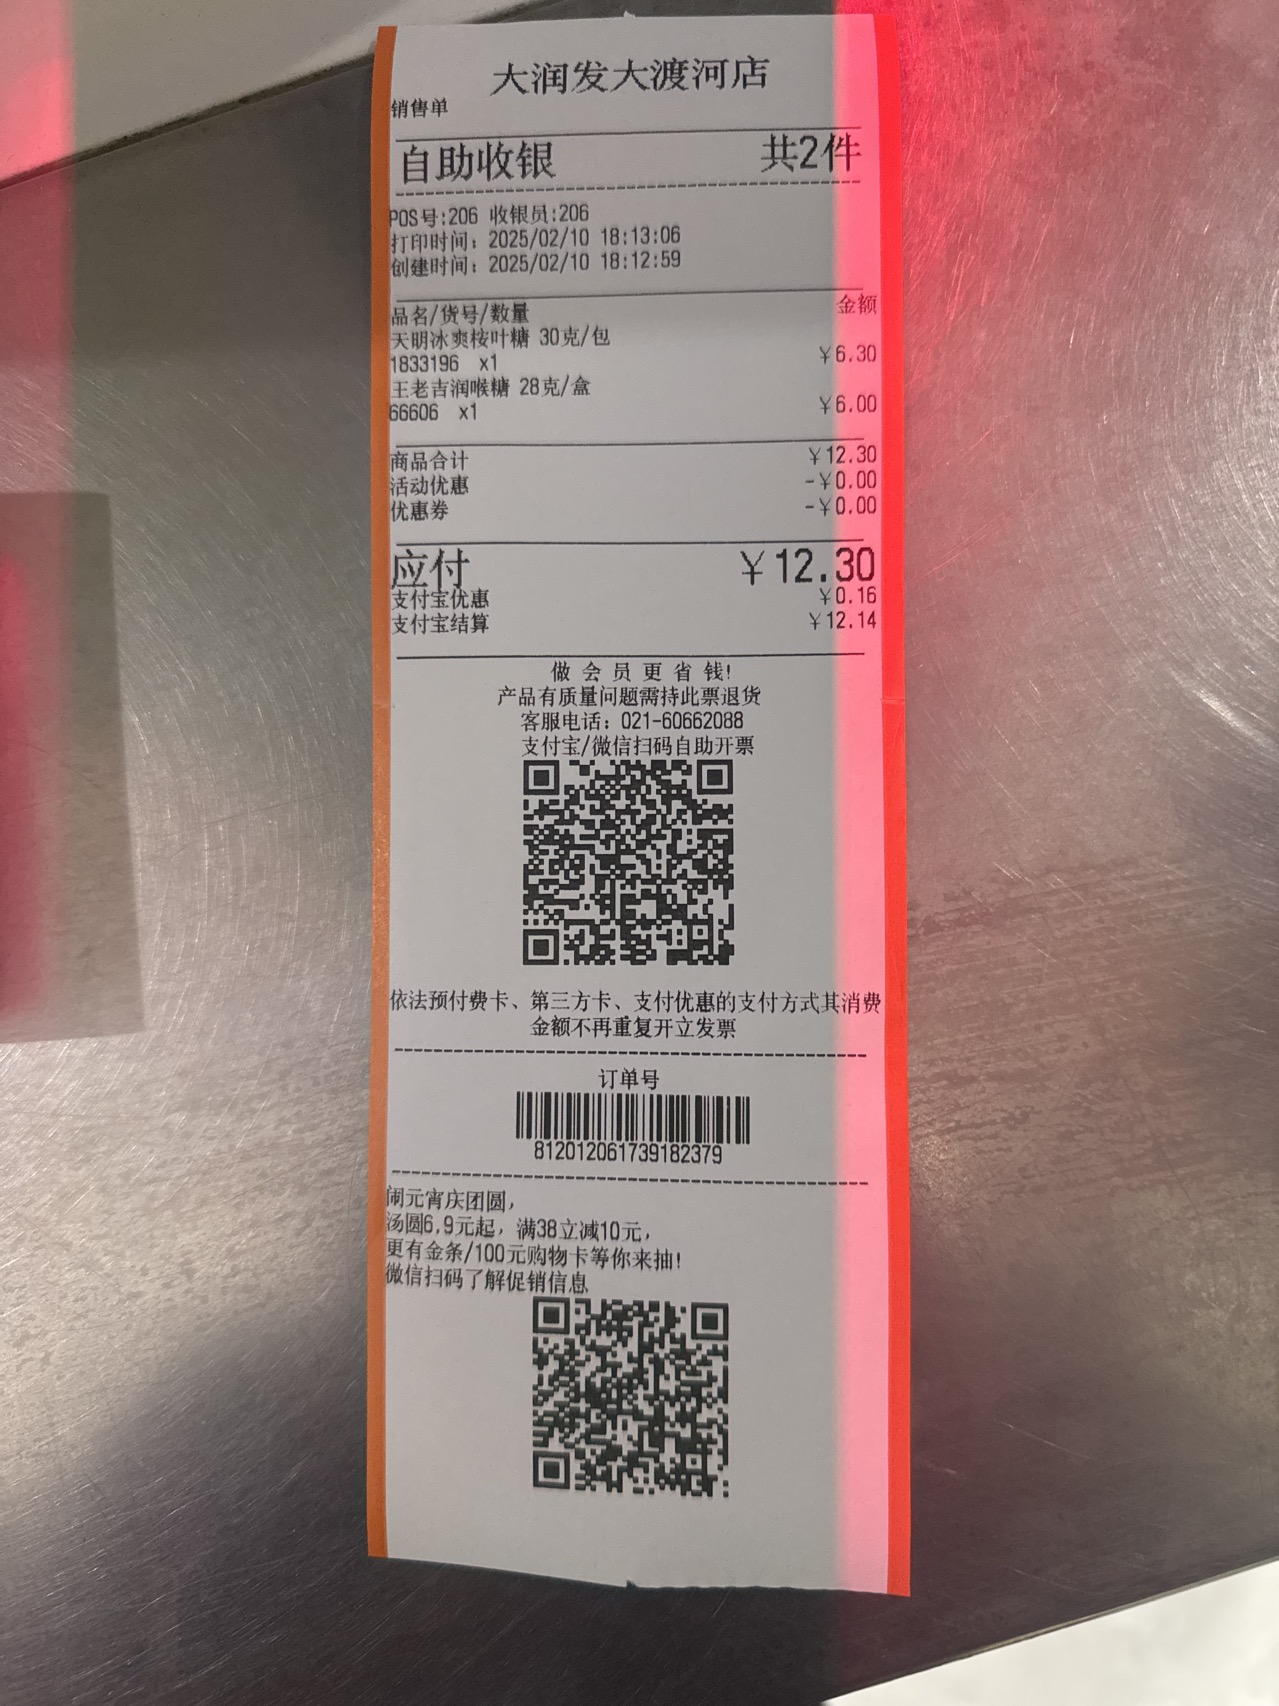 大润发大渡河店
销售单
自助收银 共2件
POS号:206 收银员:206
打印时间: 2025/02/10 18:13:06
创建时间: 2025/02/10 18:12:59
品名/货号/数量 金额
天明冰爽桉叶糖 30克/包
1833196 x1 ¥6.30
王老吉润喉糖 28克/盒
66606 x1 ¥6.00
商品合计 ¥12.30
活动优惠 -¥0.00
优惠券 -¥0.00
应付 ¥12.30
支付宝优惠 ¥0.16
支付宝结算 ¥12.14
做会员更省钱!
产品有质量问题需持此票退货
客服电话: 021-60662088
支付宝/微信扫码自助开票
依法预付费卡、第三方卡、支付优惠的支付方式其消费
金额不再重复开立发票
订单号
812012061739182379
闹元宵庆团圆,
汤圆6.9元起, 满38立减10元,
更有金条/100元购物卡等你来抽!
微信扫码了解促销信息